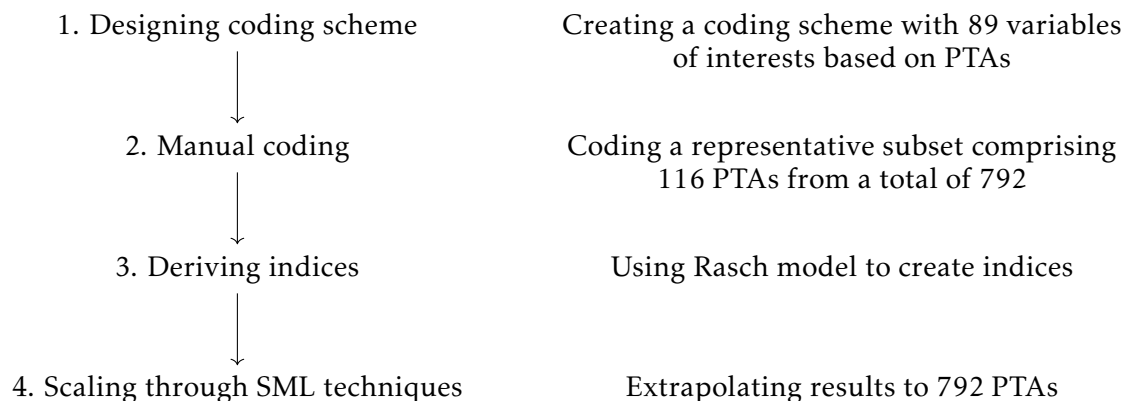 1. Designing coding scheme
Creating a coding scheme with 89 variables
of interests based on PTAs
2. Manual coding
Coding a representative subset comprising
116 PTAs from a total of 792
3. Deriving indices
Using Rasch model to create indices
4. Scaling through SML techniques
Extrapolating results to 792 PTAs